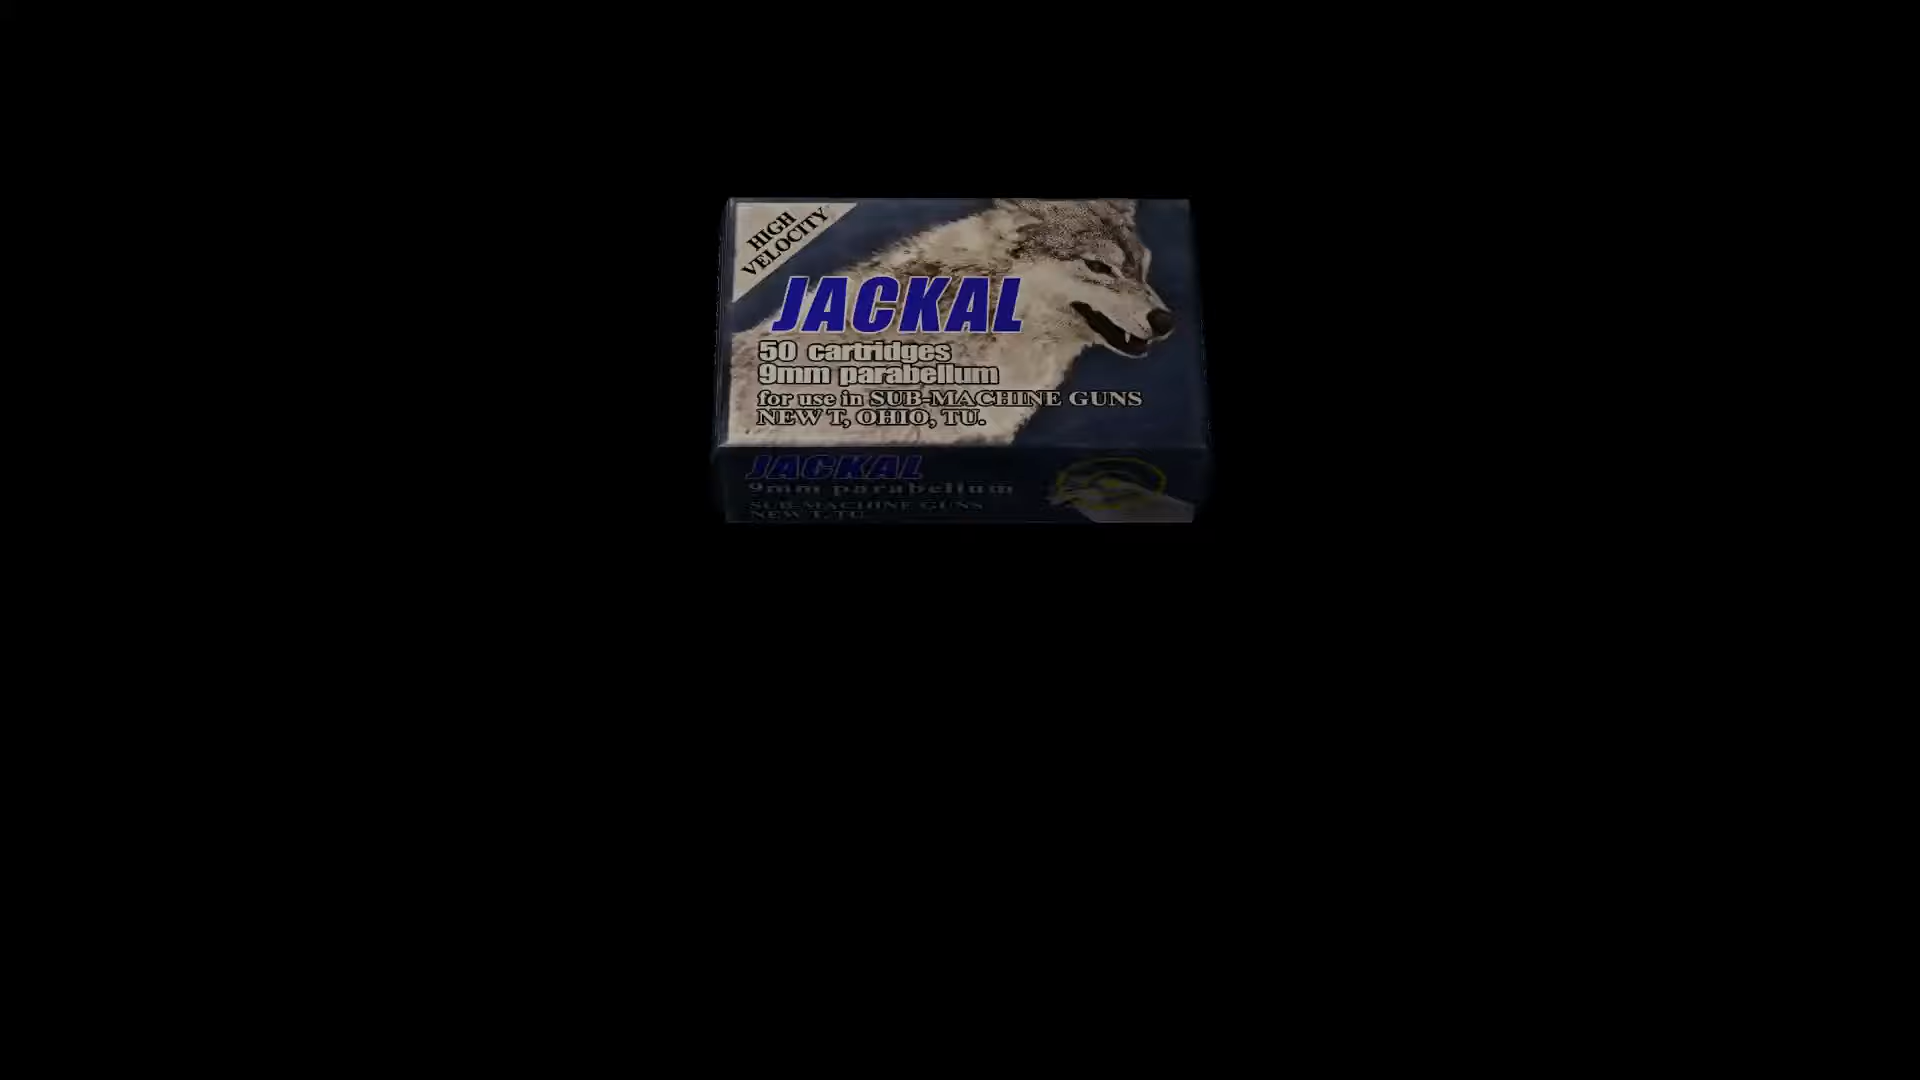 HIGH
VELOCITY
JACKAL
50 cartridges
9mm parabellum
for use in SUB-MACHINE GUNS
NEW T, OHIO, TU.
JACKAL
9mm parabellum
SUB-MACHINE GUNS
NEW T, TU.